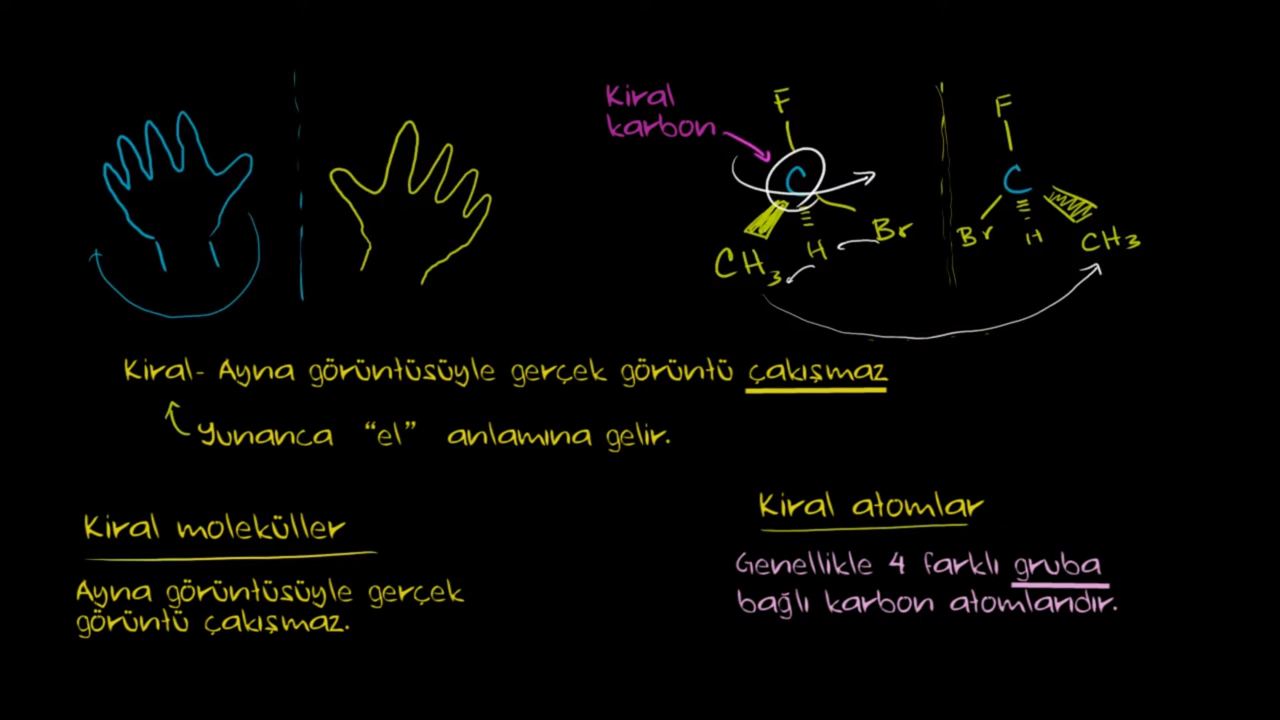 Kiral
karbon
F
C
CH3
H
Br
F
C
Br
H
CH3
Kiral- Ayna görüntüsüyle gerçek görüntü çakışmaz
Yunanca “el” anlamına gelir.
Kiral moleküller
Ayna görüntüsüyle gerçek
görüntü çakışmaz.
Kiral atomlar
Genellikle 4 farklı gruba
bağlı karbon atomlarıdır.